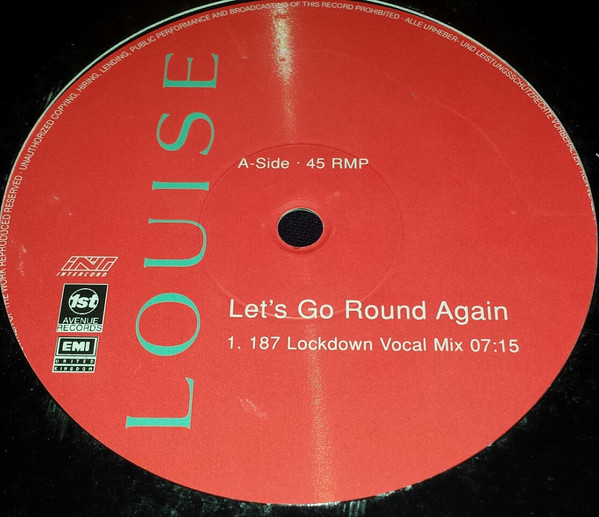 UNAUTHORIZED COPYING, HIRING, LENDING, PUBLIC PERFORMANCE AND BROADCASTING OF THIS RECORD PROHIBITED · ALLE URHEBER- UND LEISTUNGSSCHUTZRECHTE VORBEHALTEN
THE WORK REPRODUCED RESERVED ·
LOUISE
A-Side · 45 RMP
INT
INTERCORD
1st
AVENUE
RECORDS
EMI
UNITED
KINGDOM
Let's Go Round Again
1. 187 Lockdown Vocal Mix 07:15